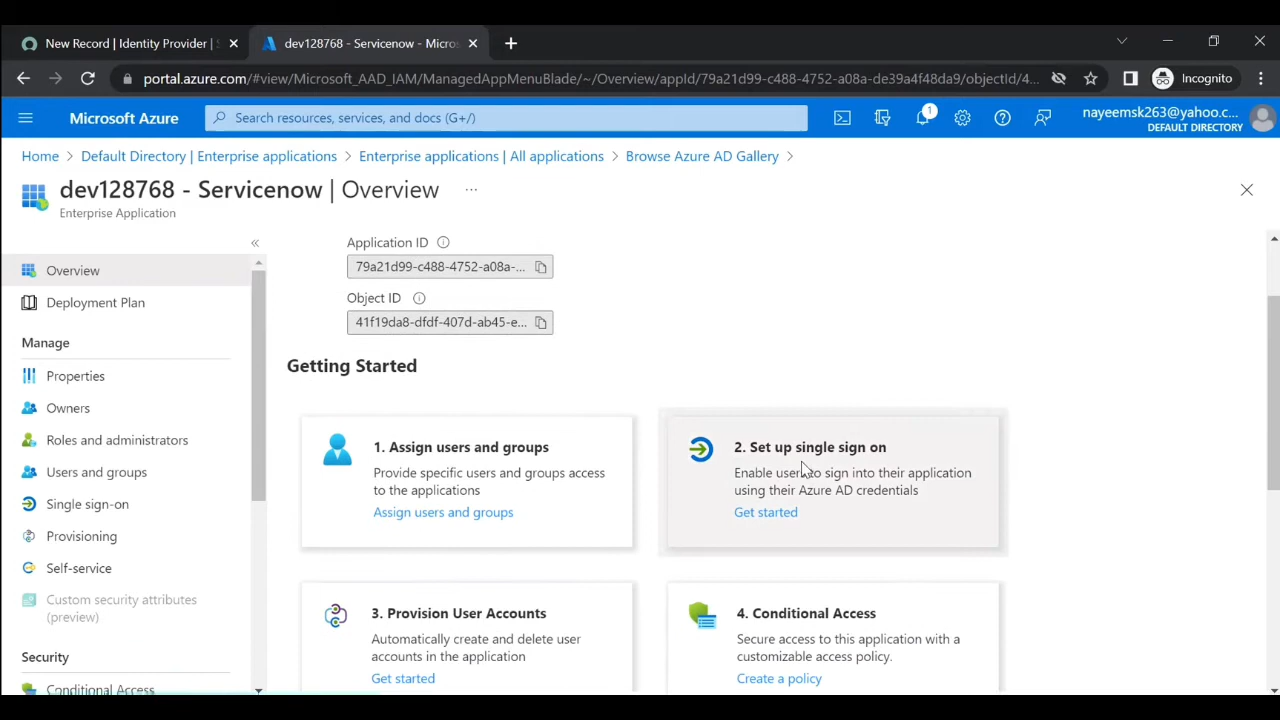 New Record | Identity Provider |
dev128768 - Servicenow - Micros
portal.azure.com/#view/Microsoft_AAD_IAM/ManagedAppMenuBlade/~/Overview/appId/79a21d99-c488-4752-a08a-de39a4f48da9/objectId/4...
Incognito
Microsoft Azure
Search resources, services, and docs (G+/)
1
nayeemsk263@yahoo.c...
DEFAULT DIRECTORY
Home > Default Directory | Enterprise applications > Enterprise applications | All applications > Browse Azure AD Gallery >
dev128768 - Servicenow | Overview ...
Enterprise Application
«
Overview
Deployment Plan
Manage
Properties
Owners
Roles and administrators
Users and groups
Single sign-on
Provisioning
Self-service
Custom security attributes
(preview)
Security
Conditional Access
Application ID
79a21d99-c488-4752-a08a-...
Object ID
41f19da8-dfdf-407d-ab45-e...
Getting Started
1. Assign users and groups
Provide specific users and groups access
to the applications
Assign users and groups
2. Set up single sign on
Enable users to sign into their application
using their Azure AD credentials
Get started
3. Provision User Accounts
Automatically create and delete user
accounts in the application
Get started
4. Conditional Access
Secure access to this application with a
customizable access policy.
Create a policy